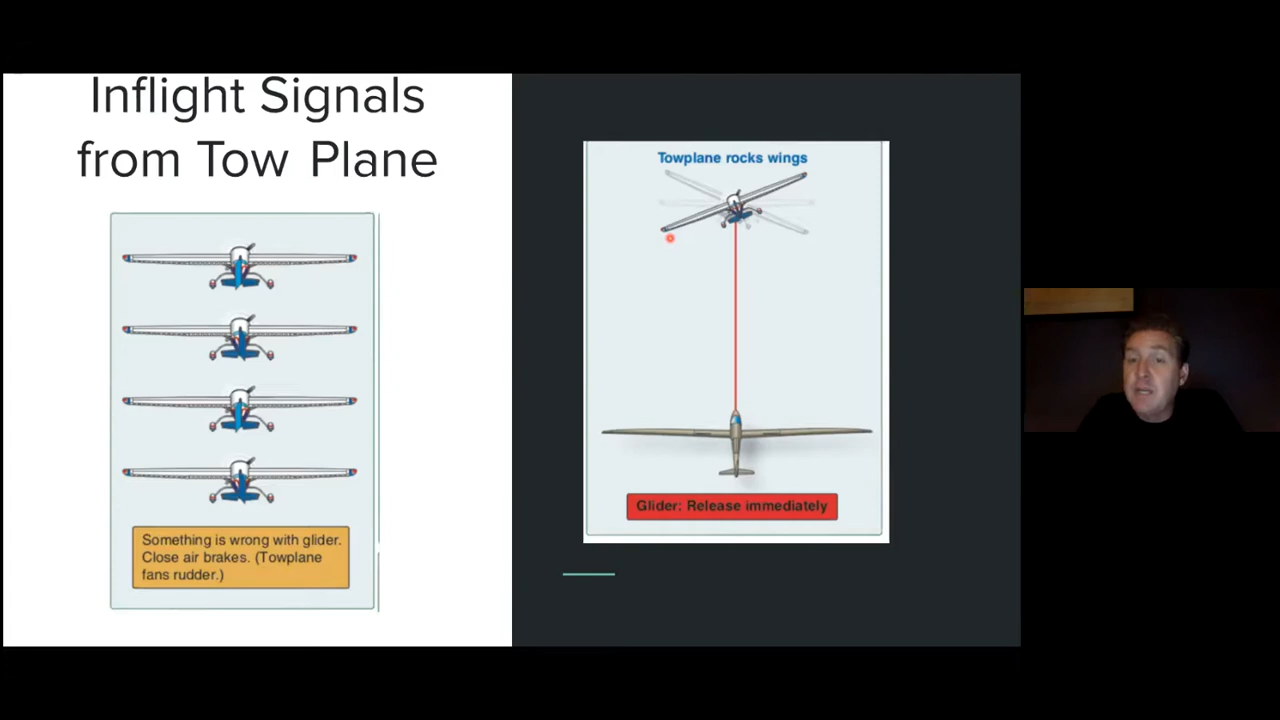 Inflight Signals
from Tow Plane
Something is wrong with glider.
Close air brakes. (Towplane
fans rudder.)
Towplane rocks wings
Glider: Release immediately